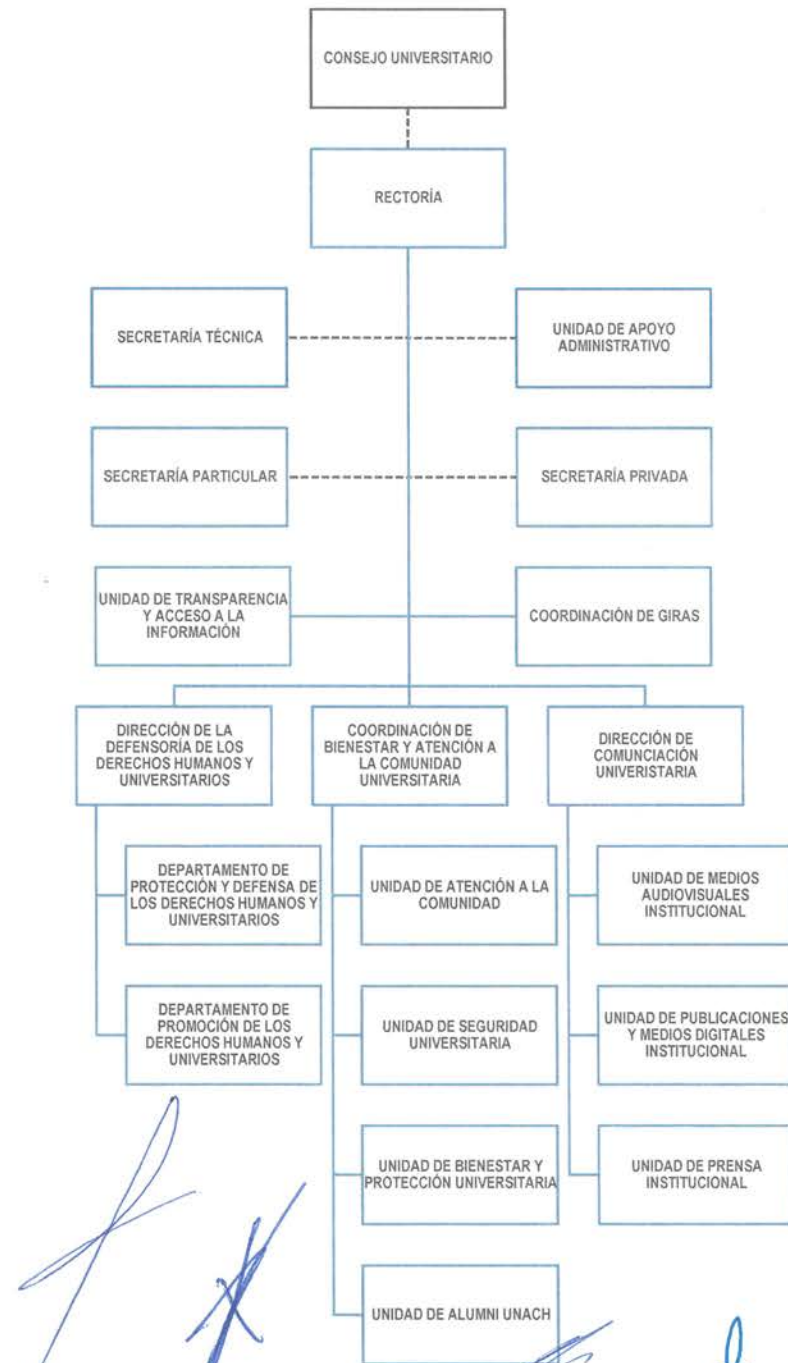 CONSEJO UNIVERSITARIO
RECTORÍA
SECRETARÍA TÉCNICA
UNIDAD DE APOYO
ADMINISTRATIVO
SECRETARÍA PARTICULAR
SECRETARÍA PRIVADA
UNIDAD DE TRANSPARENCIA
Y ACCESO A LA
INFORMACIÓN
COORDINACIÓN DE GIRAS
DIRECCIÓN DE LA
DEFENSORÍA DE LOS
DERECHOS HUMANOS Y
UNIVERSITARIOS
COORDINACIÓN DE
BIENESTAR Y ATENCIÓN A
LA COMUNIDAD
UNIVERSITARIA
DIRECCIÓN DE
COMUNCIACIÓN
UNIVERISTARIA
DEPARTAMENTO DE
PROTECCIÓN Y DEFENSA DE
LOS DERECHOS HUMANOS Y
UNIVERSITARIOS
UNIDAD DE ATENCIÓN A LA
COMUNIDAD
UNIDAD DE MEDIOS
AUDIOVISUALES
INSTITUCIONAL
DEPARTAMENTO DE
PROMOCIÓN DE LOS
DERECHOS HUMANOS Y
UNIVERSITARIOS
UNIDAD DE SEGURIDAD
UNIVERSITARIA
UNIDAD DE PUBLICACIONES
Y MEDIOS DIGITALES
INSTITUCIONAL
UNIDAD DE BIENESTAR Y
PROTECCIÓN UNIVERSITARIA
UNIDAD DE PRENSA
INSTITUCIONAL
UNIDAD DE ALUMNI UNACH